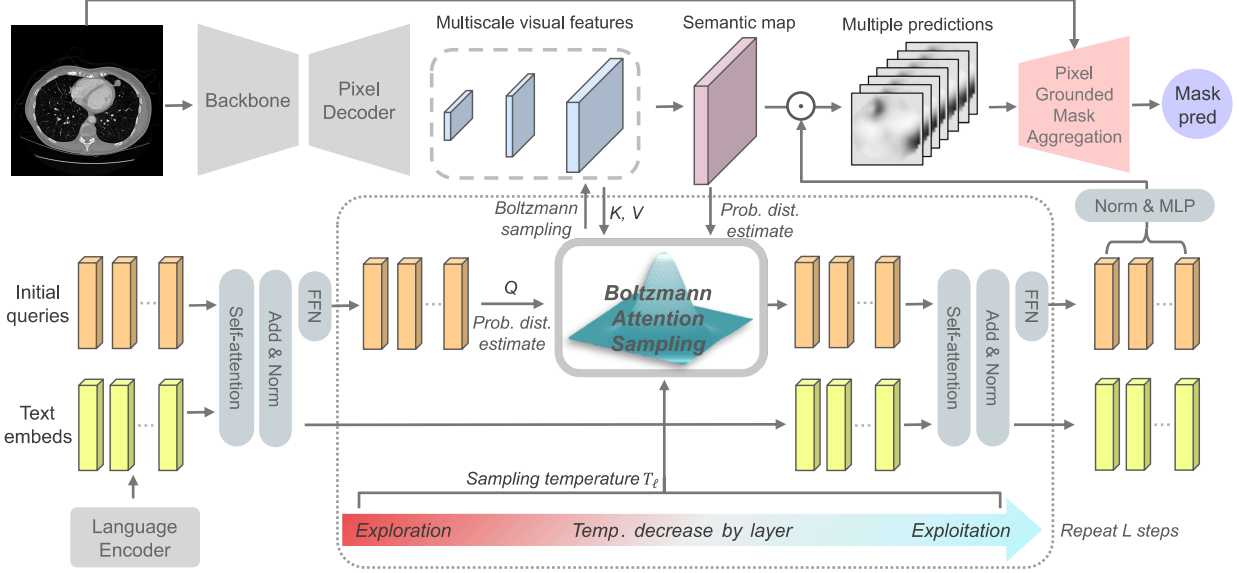 Multiscale visual features
Semantic map
Multiple predictions
Backbone
Pixel
Decoder
Pixel
Grounded
Mask
Aggregation
Mask
pred
Boltzmann
sampling
K, V
Prob. dist.
estimate
Norm & MLP
Initial
queries
Self-attention
Add & Norm
FFN
Q
Prob. dist.
estimate
Boltzmann
Attention
Sampling
Self-attention
Add & Norm
FFN
Text
embeds
Language
Encoder
Sampling temperature Tℓ
Exploration
Temp. decrease by layer
Exploitation
Repeat L steps